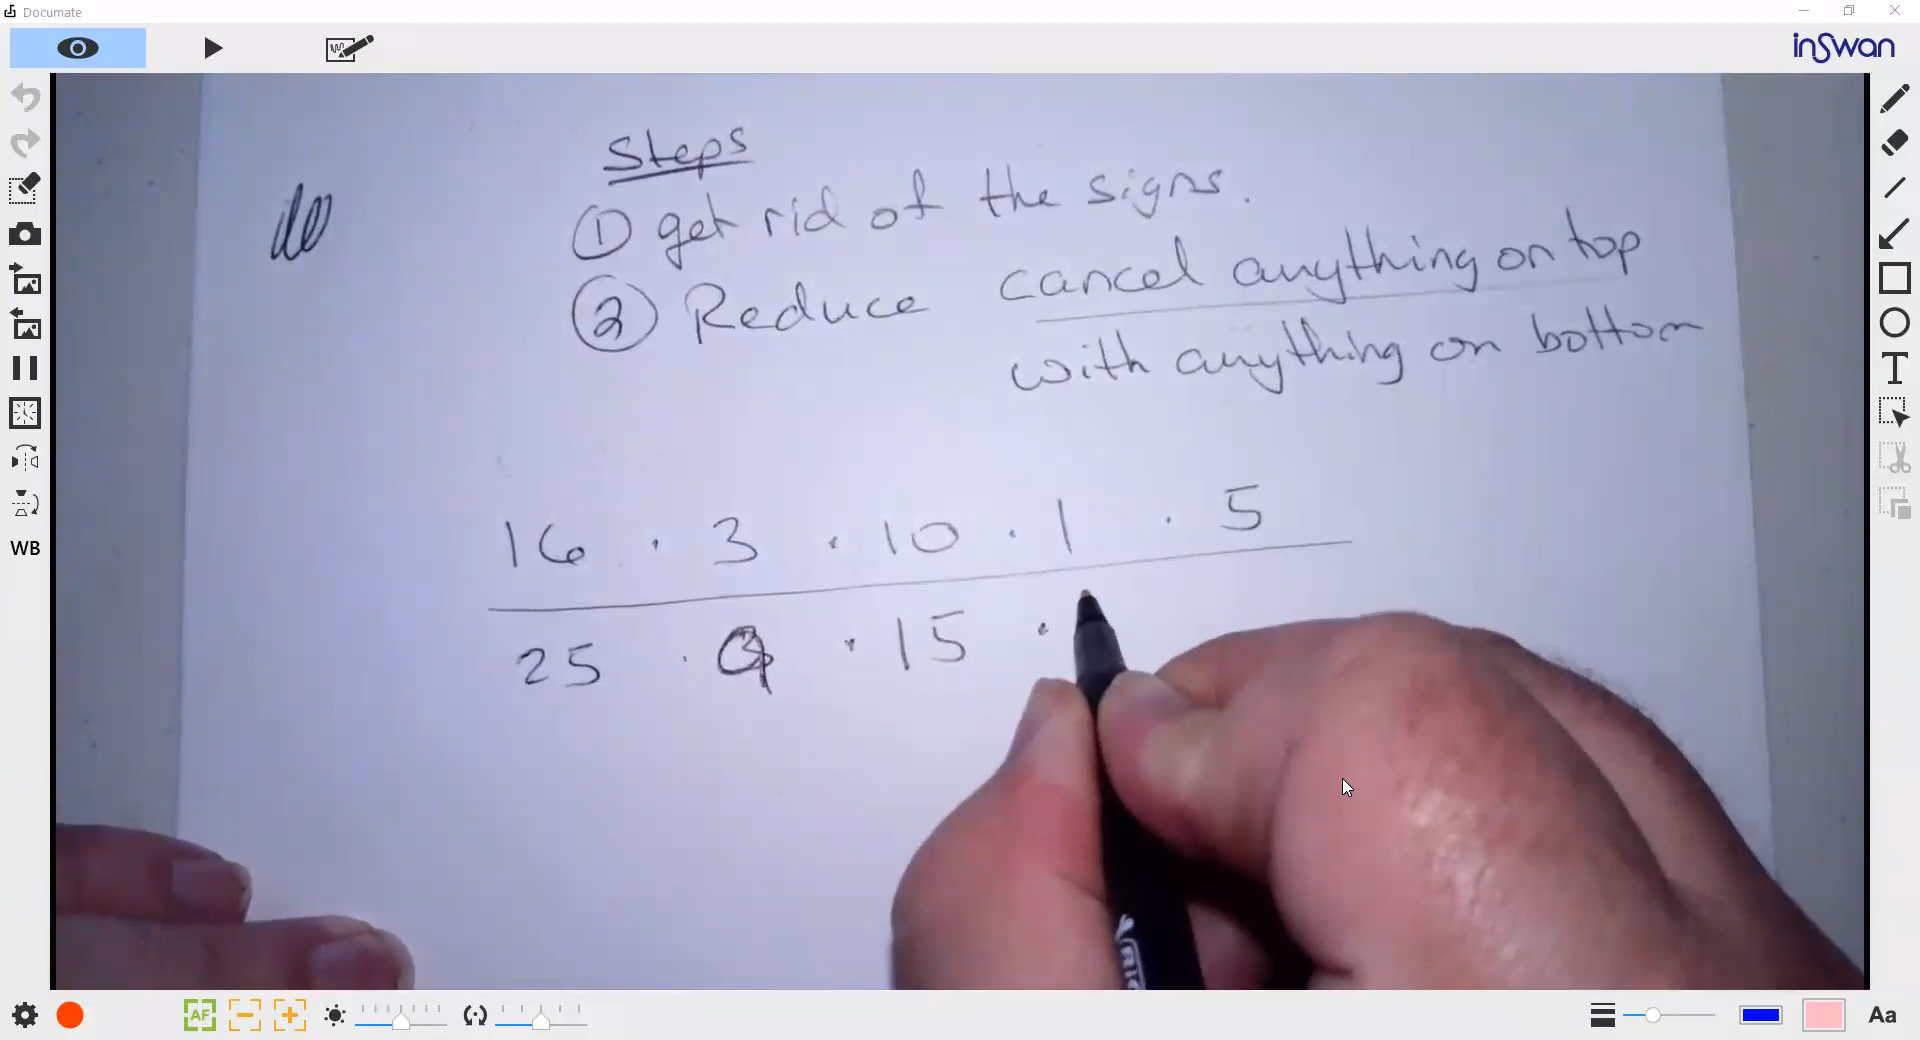 Documate
inSwan
Steps
① get rid of the signs.
② Reduce cancel anything on top
with anything on bottom
16 · 3 · 10 · 1 · 5
25 · 9 · 15 ·
WB
T
AF
Aa